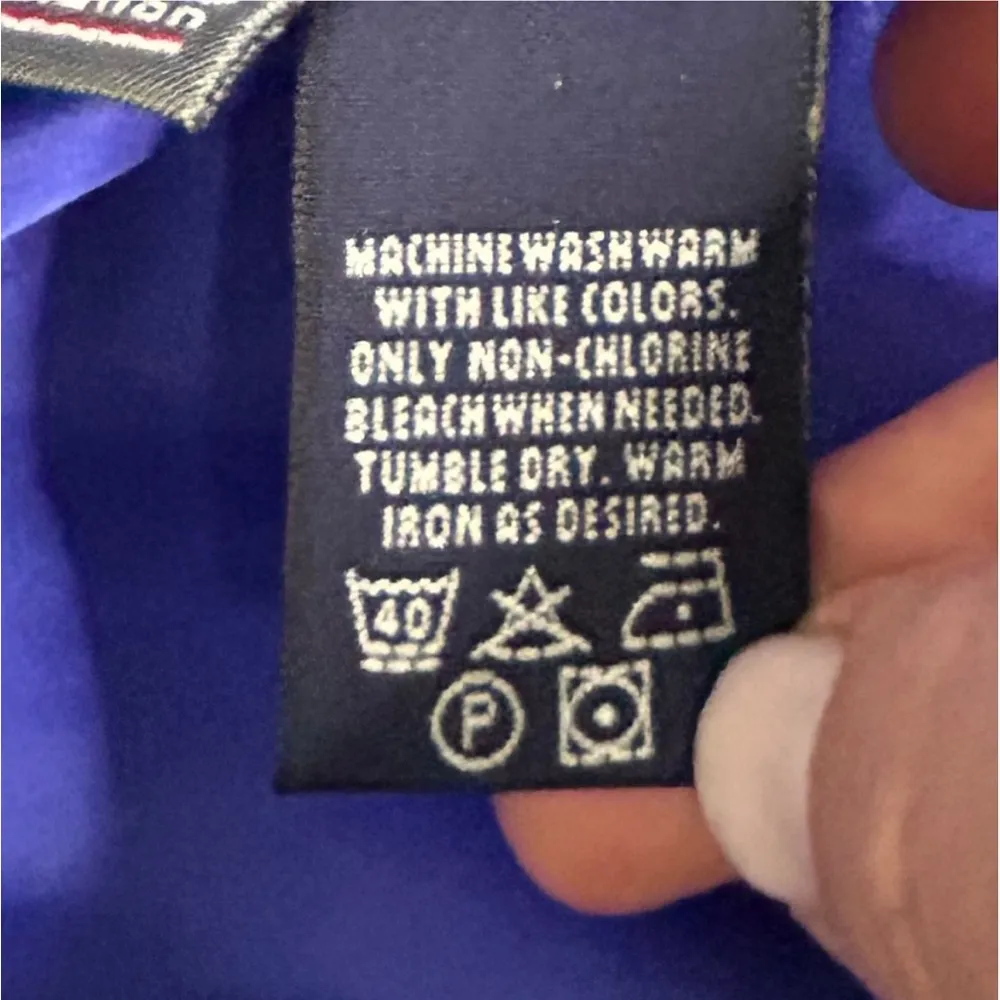 MACHINE WASH WARM
WITH LIKE COLORS.
ONLY NON-CHLORINE
BLEACH WHEN NEEDED.
TUMBLE DRY. WARM
IRON AS DESIRED.
40
P